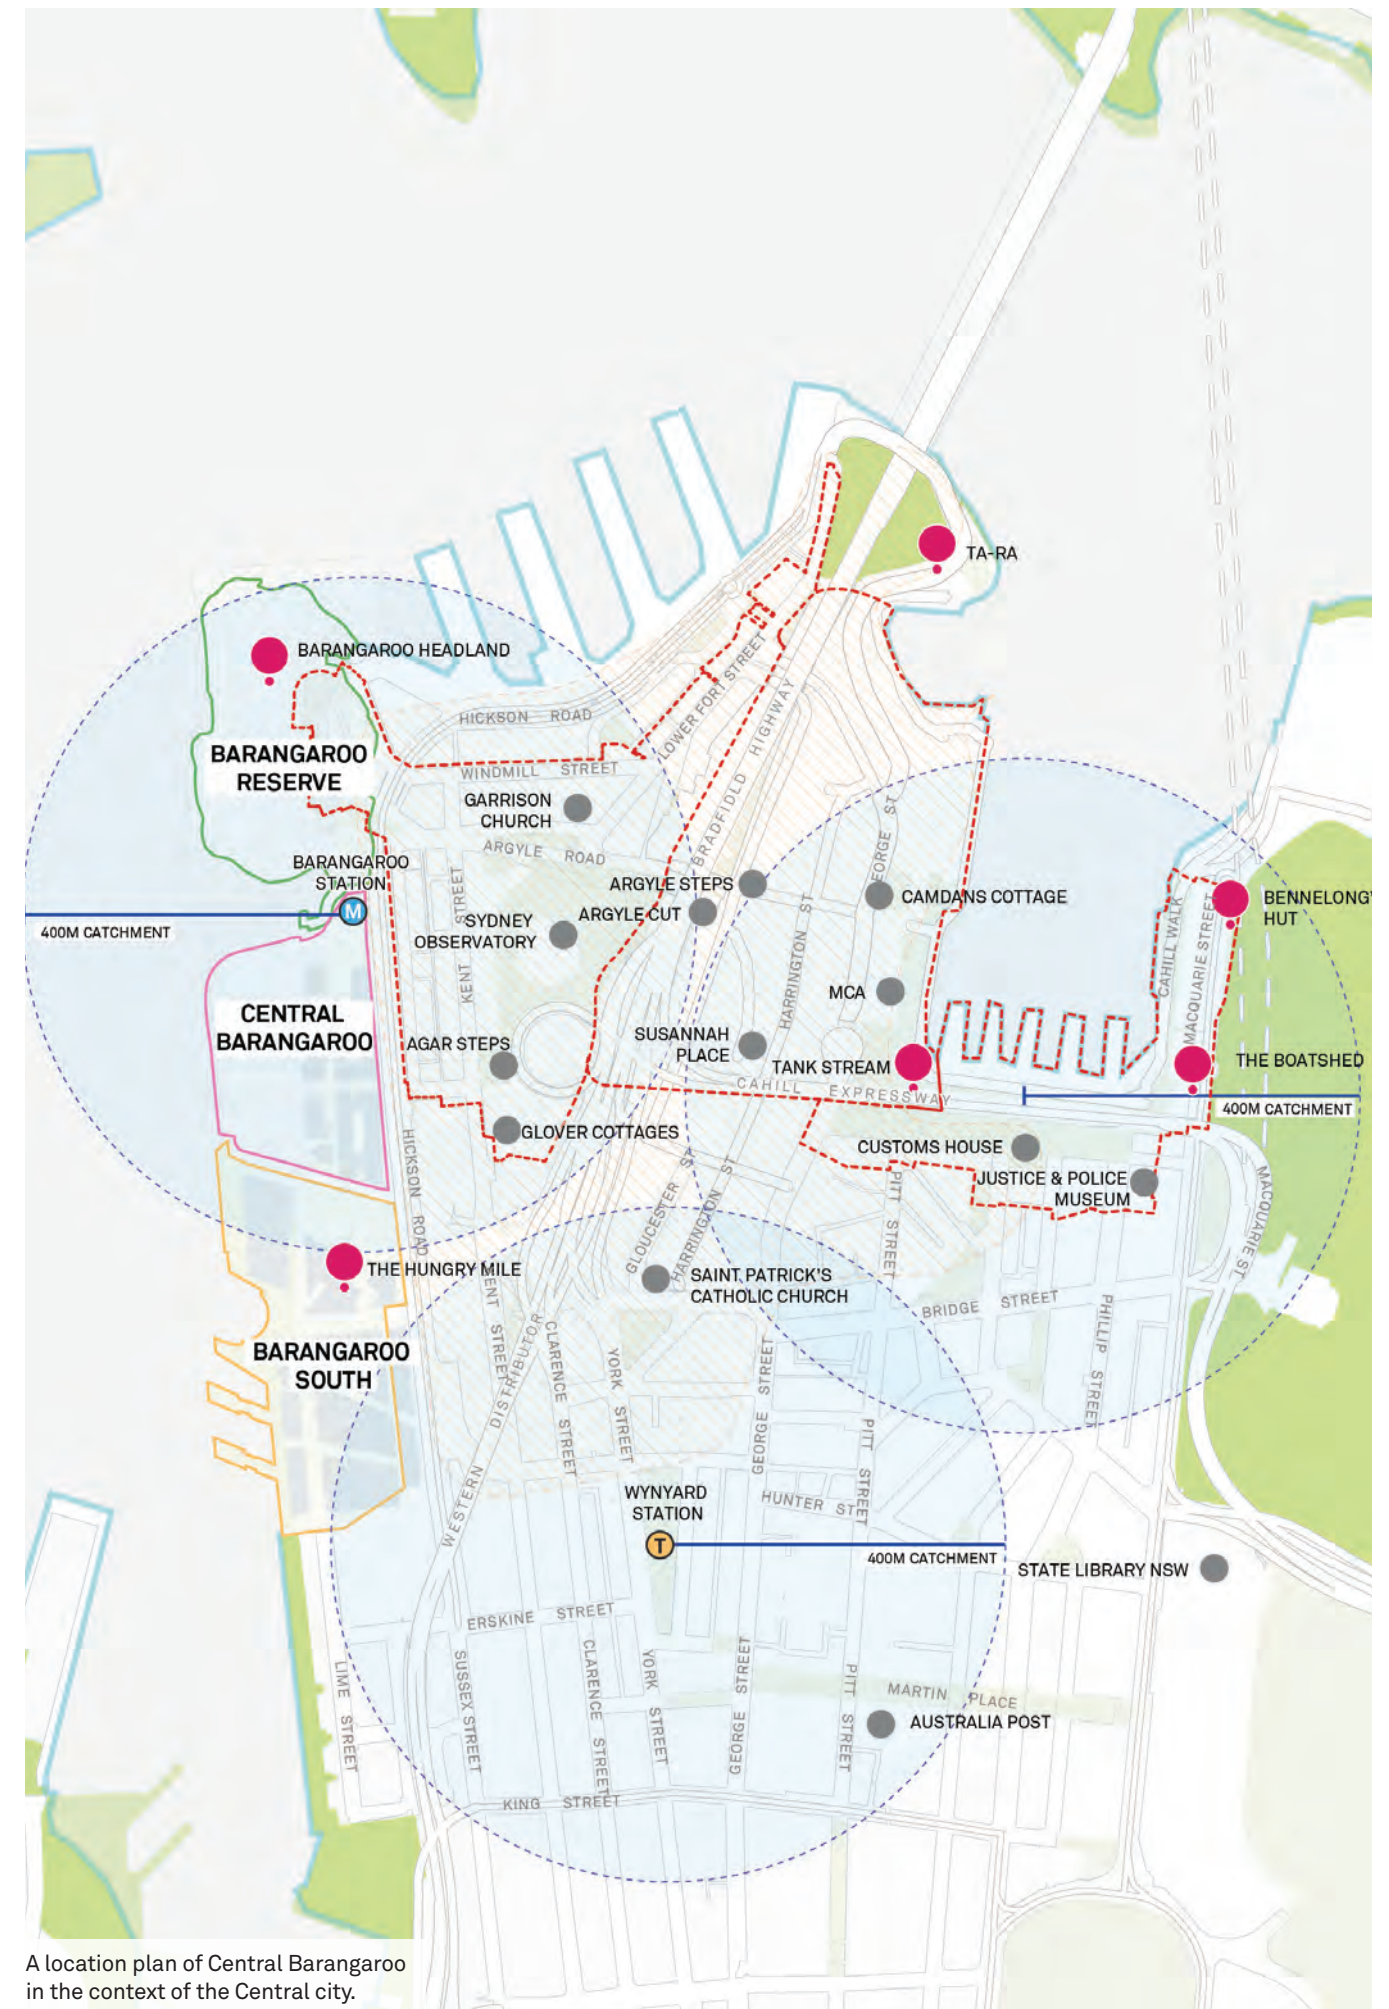 TA-RA
BARANGAROO HEADLAND
LOWER FORT STREET
HICKSON ROAD
BRADFIDLD HIGHWAY
BARANGAROO
RESERVE
WINDMILL STREET
GARRISON
CHURCH
ARGYLE ROAD
BARANGAROO
STATION
M
400M CATCHMENT
KENT STREET
SYDNEY
OBSERVATORY
ARGYLE STEPS
ARGYLE CUT
EORGE ST
CAMDANS COTTAGE
HARRINGTON ST
CAHILL WALK
MACQUARIE STREET
BENNELONG'
HUT
MCA
CENTRAL
BARANGAROO
AGAR STEPS
SUSANNAH
PLACE
TANK STREAM
THE BOATSHED
CAHILL EXPRESSWAY
400M CATCHMENT
GLOVER COTTAGES
CUSTOMS HOUSE
JUSTICE & POLICE
MUSEUM
HICKSON ROAD
GLOUCESTER ST
HARRINGTON ST
PITT STREET
MACQUARIE ST
THE HUNGRY MILE
SAINT PATRICK'S
CATHOLIC CHURCH
ENT STREET
BRIDGE STREET
PHILLIP STREET
BARANGAROO
SOUTH
WESTERN DISTRIBUTOR
CLARENCE STREET
YORK STREET
GEORGE STREET
PITT STREET
WYNYARD
STATION
HUNTER ST
T
400M CATCHMENT
STATE LIBRARY NSW
ERSKINE STREET
LIME STREET
SUSSEX STREET
CLARENCE STREET
YORK STREET
GEORGE STREET
PITT STREET
MARTIN PLACE
AUSTRALIA POST
KING STREET
A location plan of Central Barangaroo
in the context of the Central city.